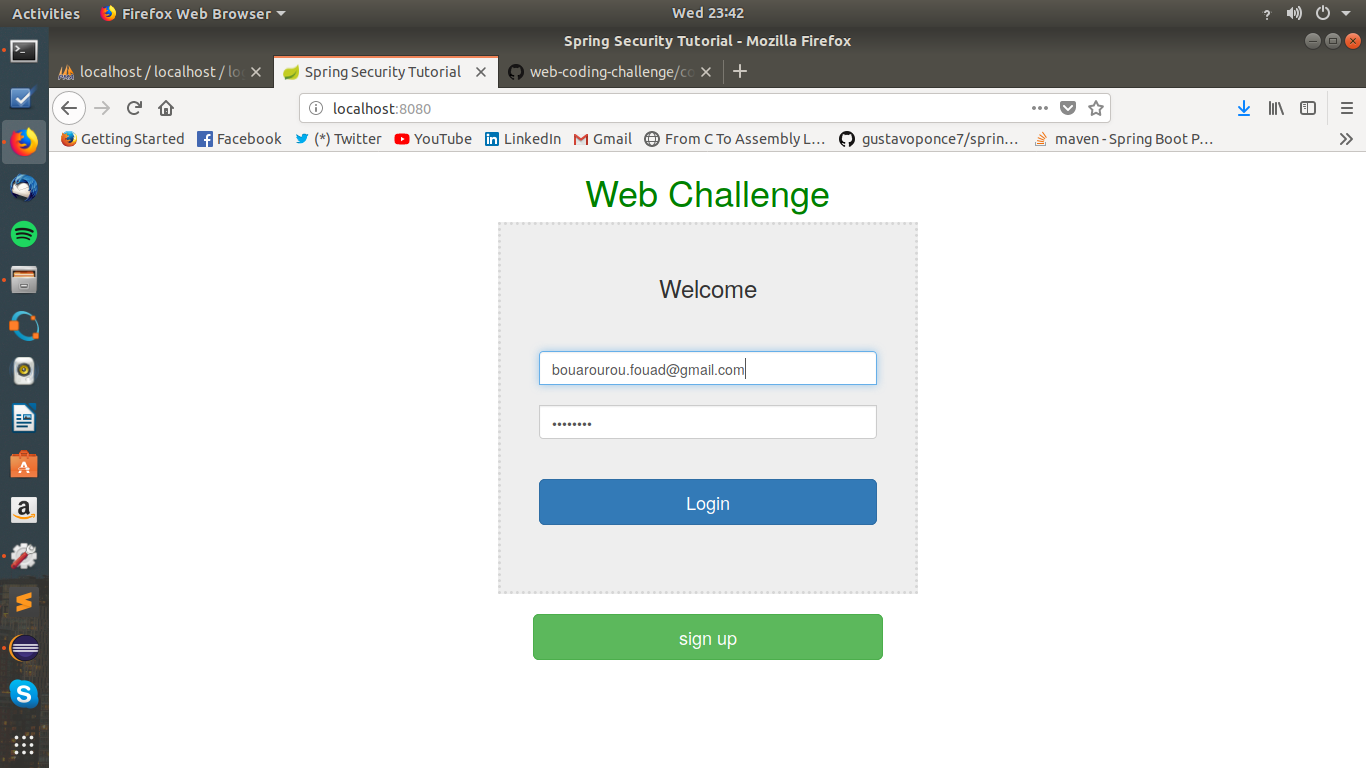 Activities Firefox Web Browser Wed 23:42 ?
Spring Security Tutorial - Mozilla Firefox
localhost / localhost / lo Spring Security Tutorial web-coding-challenge/co
localhost:8080
Getting Started Facebook (*) Twitter YouTube LinkedIn Gmail From C To Assembly L... gustavoponce7/sprin... maven - Spring Boot P...
Web Challenge
Welcome
bouarourou.fouad@gmail.com
••••••••
Login
sign up